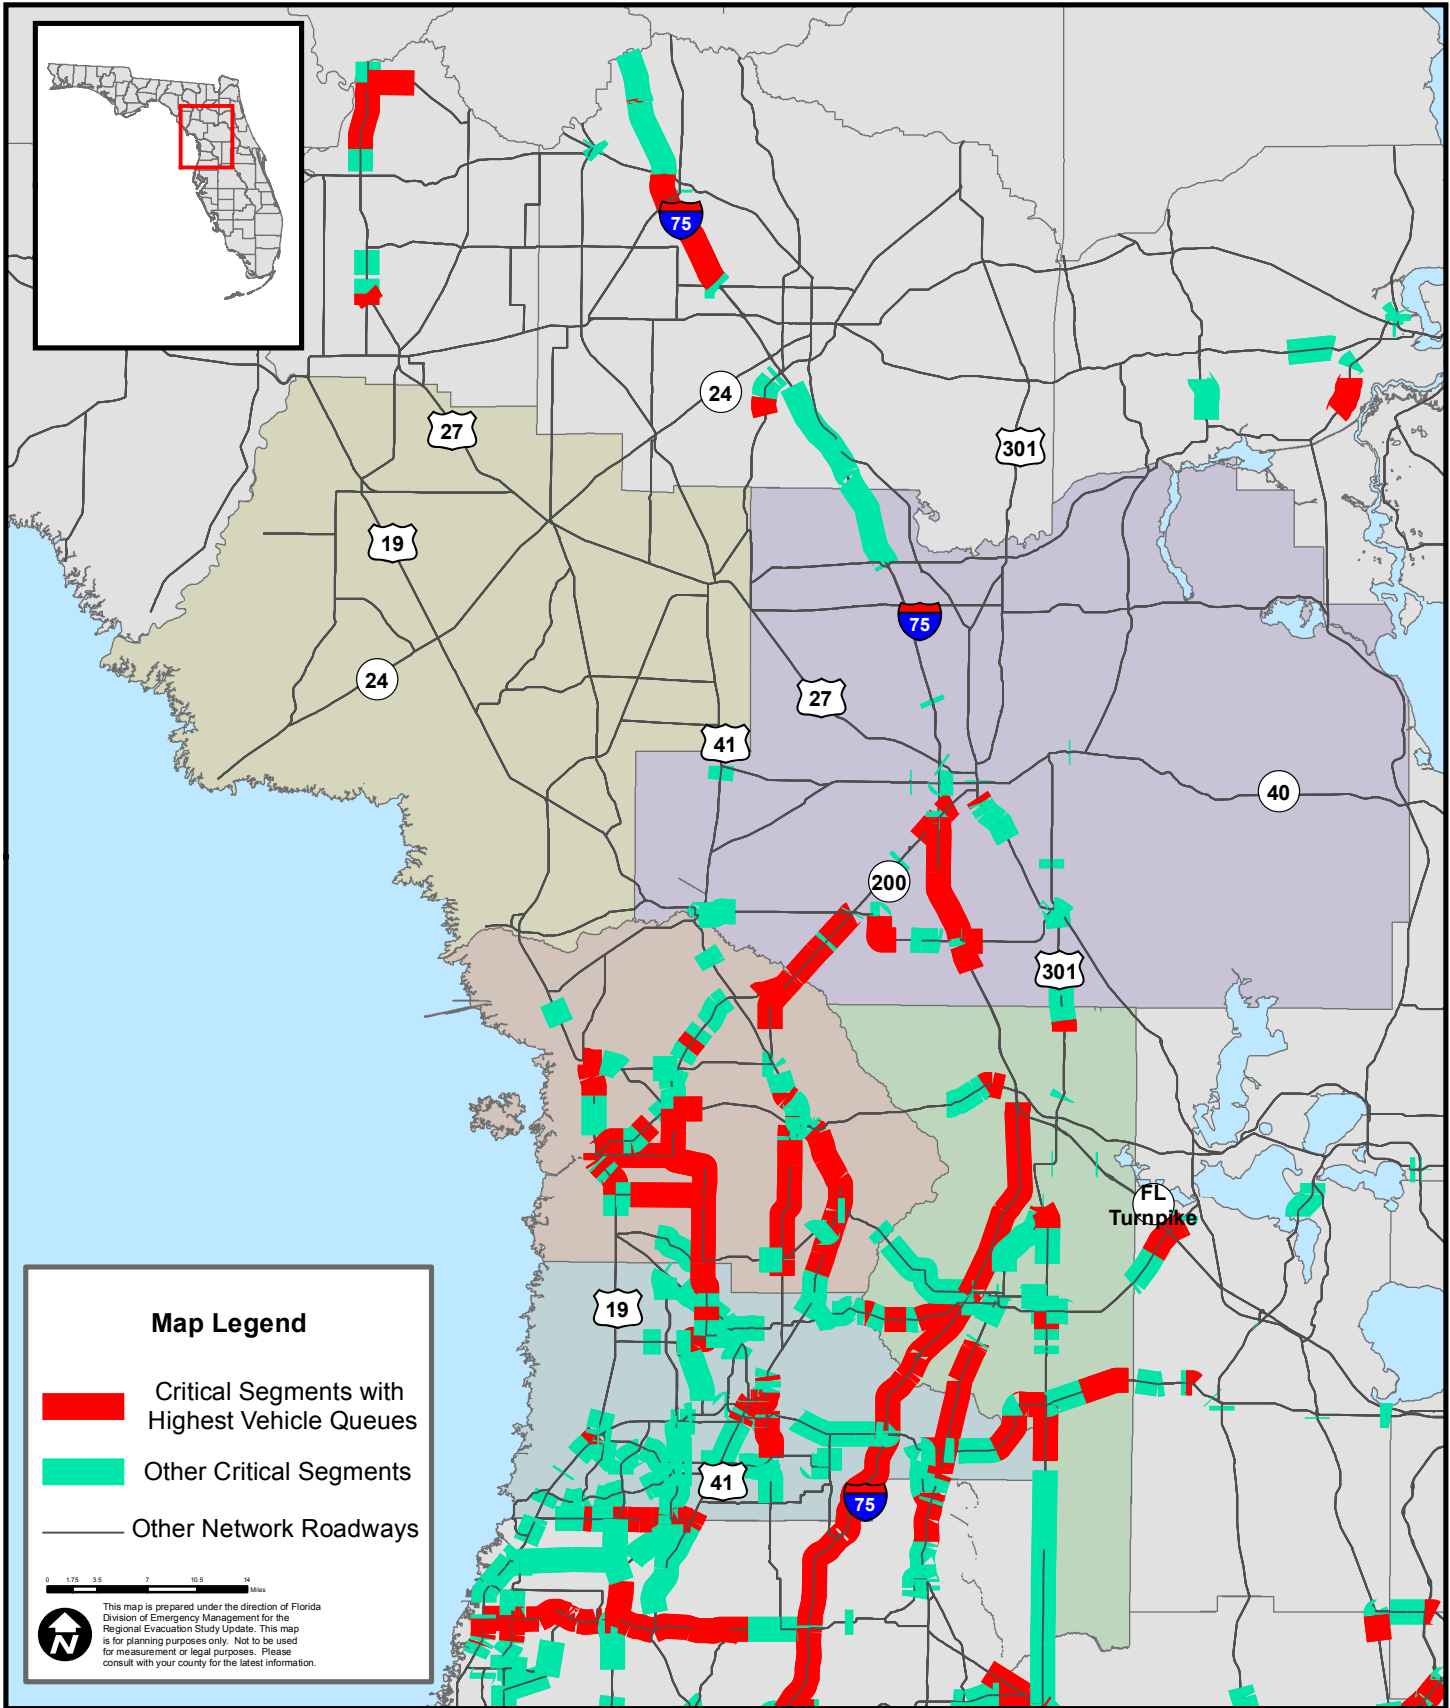 75
24
27
301
19
75
24
27
41
40
200
301
FL
Turnpike
19
41
75
Map Legend
Critical Segments with
Highest Vehicle Queues
Other Critical Segments
Other Network Roadways
0 1.75 3.5 7 10.5 14
Miles
N
This map is prepared under the direction of Florida
Division of Emergency Management for the
Regional Evacuation Study Update. This map
is for planning purposes only. Not to be used
for measurement or legal purposes. Please
consult with your county for the latest information.